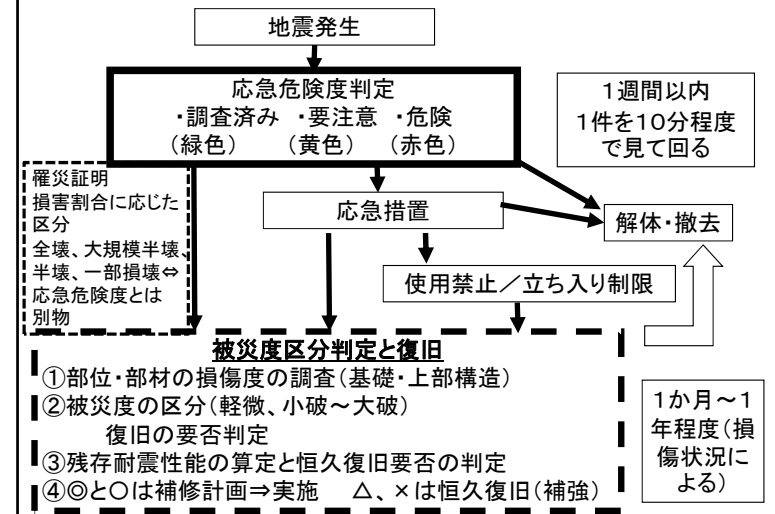 地震発生
応急危険度判定
・調査済み ・要注意 ・危険
(緑色) (黄色) (赤色)
1週間以内
1件を10分程度
で見て回る
罹災証明
損害割合に応じた
区分
全壊、大規模半壊、
半壊、一部損壊⇔
応急危険度とは
別物
応急措置
解体・撤去
使用禁止/立ち入り制限
被災度区分判定と復旧
①部位・部材の損傷度の調査(基礎・上部構造)
②被災度の区分(軽微、小破~大破)
復旧の要否判定
③残存耐震性能の算定と恒久復旧要否の判定
④◎と○は補修計画⇒実施 △、×は恒久復旧(補強)
1か月~1
年程度(損
傷状況に
よる)